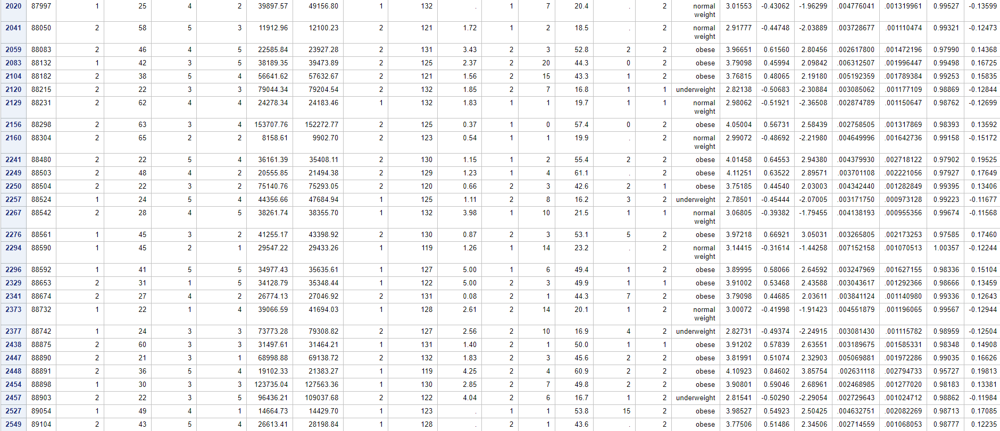 2020 87997 1 25 4 2 39897.57 49156.80 1 132 . 1 7 20.4 . 2 normal 3.01553 -0.43062 -1.96299 .004776041 .001319961 0.99527 -0.13599
weight
2041 88050 2 58 5 3 11912.96 12100.23 2 121 1.72 1 2 18.5 . 2 normal 2.91777 -0.44748 -2.03889 .003728677 .001110474 0.99321 -0.12473
weight
2059 88083 2 46 4 5 22585.84 23927.28 2 131 3.43 2 3 52.8 2 2 obese 3.96651 0.61560 2.80456 .002617800 .001472196 0.97990 0.14368
2083 88132 1 42 3 5 38189.35 39473.89 2 125 2.37 2 20 44.3 0 2 obese 3.79098 0.45994 2.09842 .006312507 .001996447 0.99498 0.16725
2104 88182 2 38 5 4 56641.62 57632.67 2 121 1.56 2 15 43.3 1 2 obese 3.76815 0.48065 2.19180 .005192359 .001789384 0.99253 0.15835
2120 88215 2 22 3 3 79044.34 79204.54 2 132 1.85 2 7 16.8 1 1 underweight 2.82138 -0.50683 -2.30884 .003085062 .001177109 0.98869 -0.12844
2129 88231 2 62 4 4 24278.34 24183.46 1 132 1.83 1 1 19.7 1 1 normal 2.98062 -0.51921 -2.36508 .002874789 .001150647 0.98762 -0.12699
weight
2156 88298 2 63 3 4 153707.76 152272.77 2 125 0.37 1 0 57.4 0 2 obese 4.05004 0.56731 2.58439 .002758505 .001317869 0.98393 0.13592
2160 88304 2 65 2 2 8158.61 9902.70 2 123 0.54 1 1 19.9 . 2 normal 2.99072 -0.48692 -2.21980 .004649996 .001642736 0.99158 -0.15172
weight
2241 88480 2 22 5 4 36161.39 35408.11 2 130 1.15 1 2 55.4 2 2 obese 4.01458 0.64553 2.94380 .004379930 .002718122 0.97902 0.19525
2249 88503 2 48 4 2 20555.85 21494.38 2 129 1.23 1 4 61.1 . 2 obese 4.11251 0.63522 2.89571 .003701108 .002221056 0.97927 0.17649
2250 88504 2 22 3 2 75140.76 75293.05 2 120 0.66 2 3 42.6 2 1 obese 3.75185 0.44540 2.03003 .004342440 .001282849 0.99395 0.13406
2257 88524 1 24 5 4 44356.66 47684.94 1 125 1.11 2 8 16.2 3 2 underweight 2.78501 -0.45444 -2.07005 .003171750 .000973128 0.99223 -0.11677
2267 88542 2 28 4 5 38261.74 38355.70 1 132 3.98 1 10 21.5 1 1 normal 3.06805 -0.39382 -1.79455 .004138193 .000955356 0.99674 -0.11568
weight
2276 88561 1 45 3 2 41255.17 43398.92 2 130 0.87 2 3 53.1 5 2 obese 3.97218 0.66921 3.05031 .003265805 .002173253 0.97585 0.17460
2294 88590 1 45 2 1 29547.22 29433.26 1 119 1.26 1 14 23.2 . 2 normal 3.14415 -0.31614 -1.44258 .007152158 .001070513 1.00357 -0.12244
weight
2296 88592 1 41 5 5 34977.43 35635.61 1 127 5.00 1 6 49.4 1 2 obese 3.89995 0.58066 2.64592 .003247969 .001627155 0.98336 0.15104
2329 88653 2 31 1 5 34128.79 35348.44 1 122 5.00 2 3 49.9 1 1 obese 3.91002 0.53468 2.43588 .003043617 .001292366 0.98666 0.13459
2341 88674 2 27 4 2 26774.13 27046.92 2 131 0.08 2 1 44.3 7 2 obese 3.79098 0.44685 2.03611 .003841124 .001140980 0.99336 0.12643
2373 88732 1 22 1 4 39066.59 41694.03 1 128 2.61 2 14 20.1 1 2 normal 3.00072 -0.41998 -1.91423 .004551879 .001196065 0.99567 -0.12944
weight
2377 88742 1 24 3 3 73773.28 79308.82 2 127 2.56 2 10 16.9 4 2 underweight 2.82731 -0.49374 -2.24915 .003081430 .001115782 0.98959 -0.12504
2438 88875 2 60 3 3 31497.61 31464.21 1 131 1.40 2 1 50.0 1 1 obese 3.91202 0.57839 2.63551 .003189675 .001585331 0.98348 0.14908
2447 88890 2 21 3 1 68998.88 69138.72 2 132 1.83 2 3 45.6 2 2 obese 3.81991 0.51074 2.32903 .005069881 .001972286 0.99035 0.16626
2448 88891 2 36 5 4 19102.33 21383.27 1 119 4.25 2 4 60.9 2 2 obese 4.10923 0.84602 3.85754 .002631118 .002794733 0.95727 0.19813
2454 88898 1 30 3 3 123735.04 127563.36 1 130 2.85 2 7 49.8 2 2 obese 3.90801 0.59046 2.68961 .002468985 .001277020 0.98183 0.13381
2457 88903 2 22 3 5 96436.21 109037.68 2 122 4.04 2 6 16.7 1 2 underweight 2.81541 -0.50290 -2.29054 .002729643 .001024712 0.98862 -0.11984
2527 89054 1 49 4 1 14664.73 14429.70 1 123 . 1 1 53.8 15 2 obese 3.98527 0.54923 2.50425 .004632751 .002082269 0.98713 0.17085
2549 89104 2 43 5 4 26613.41 28198.84 1 128 . 2 1 43.6 . 2 obese 3.77506 0.51486 2.34506 .002714559 .001068053 0.98777 0.12235